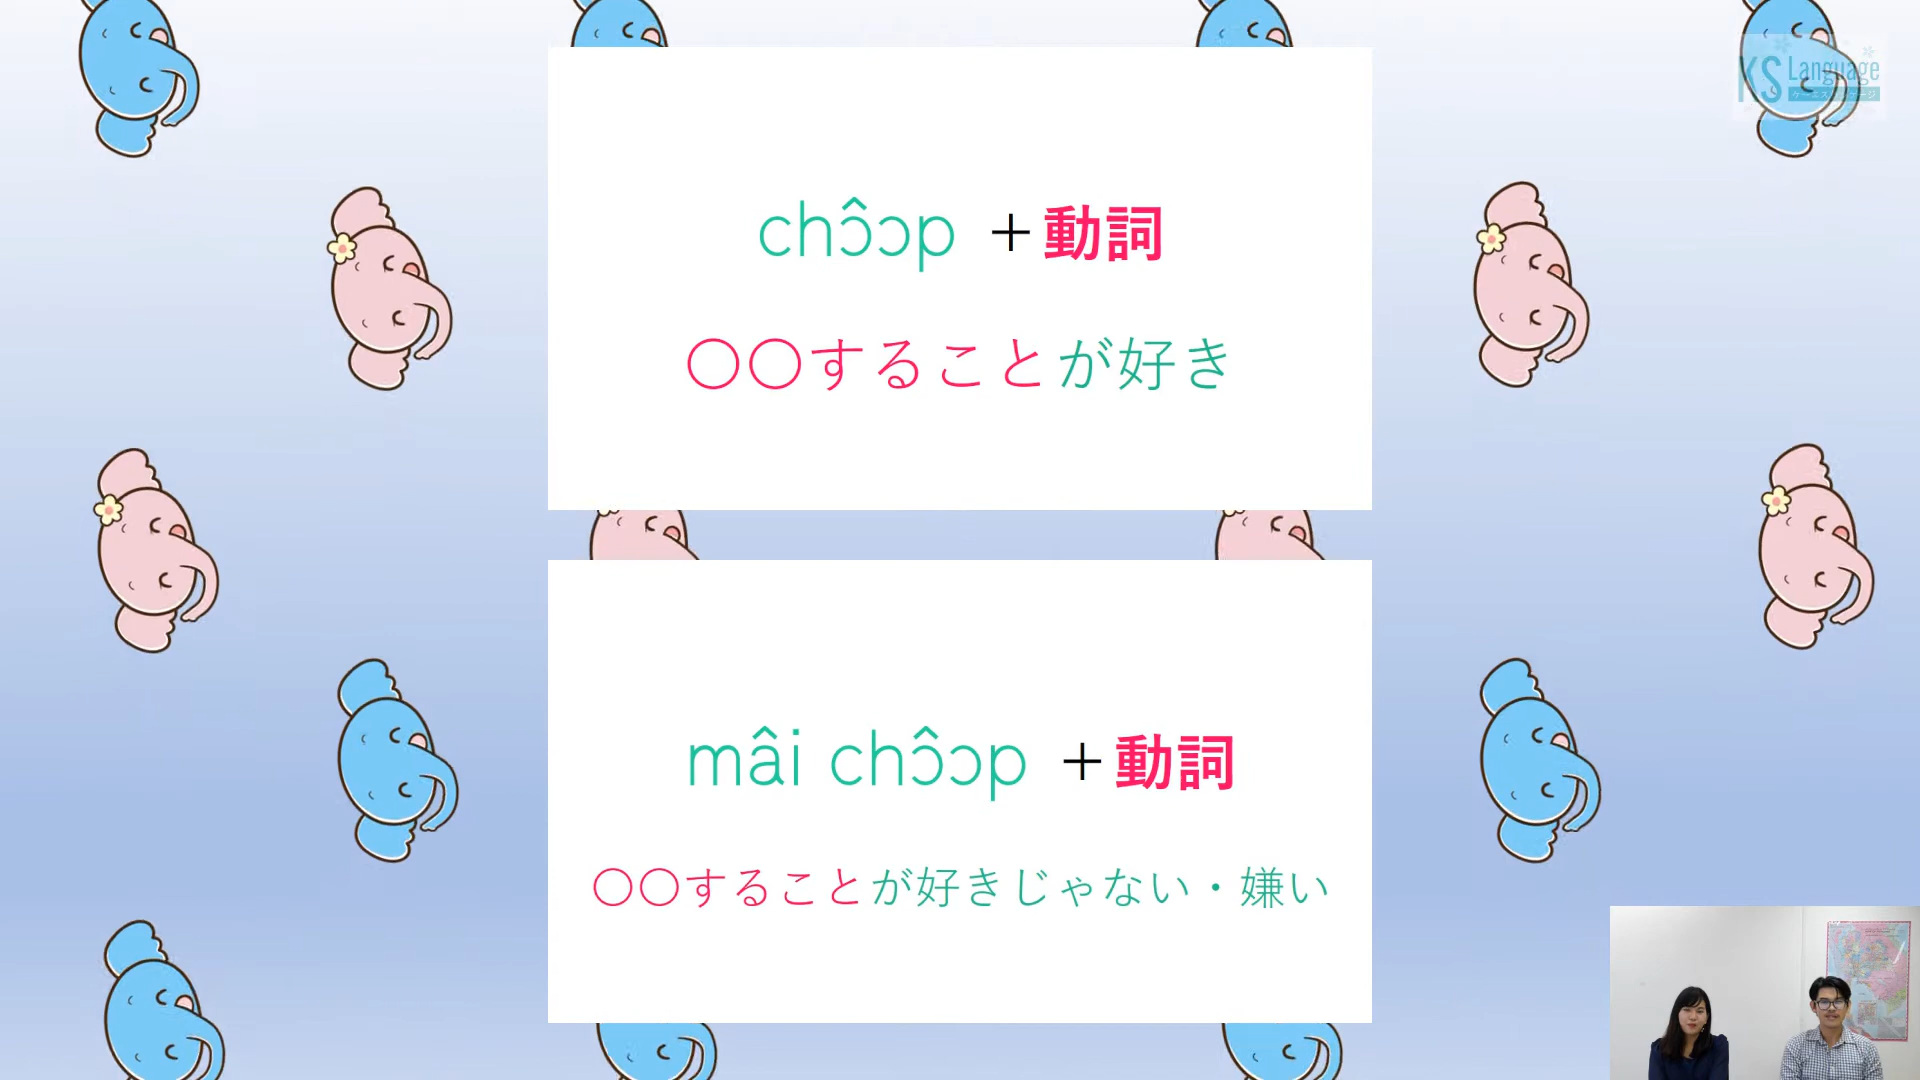 KS Language
chɔ̂ɔp +動詞
〇〇することが好き
mâi chɔ̂ɔp +動詞
〇〇することが好きじゃない・嫌い